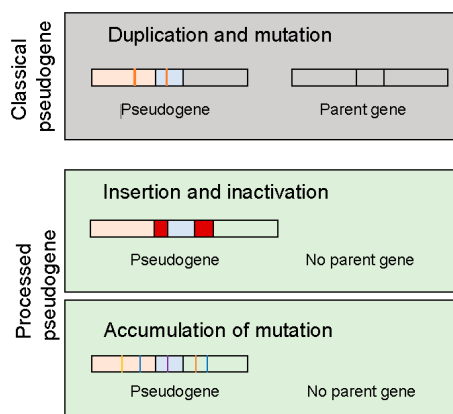 Classical
pseudogene
Duplication and mutation
Pseudogene
Parent gene
Processed
pseudogene
Insertion and inactivation
Pseudogene
No parent gene
Accumulation of mutation
Pseudogene
No parent gene